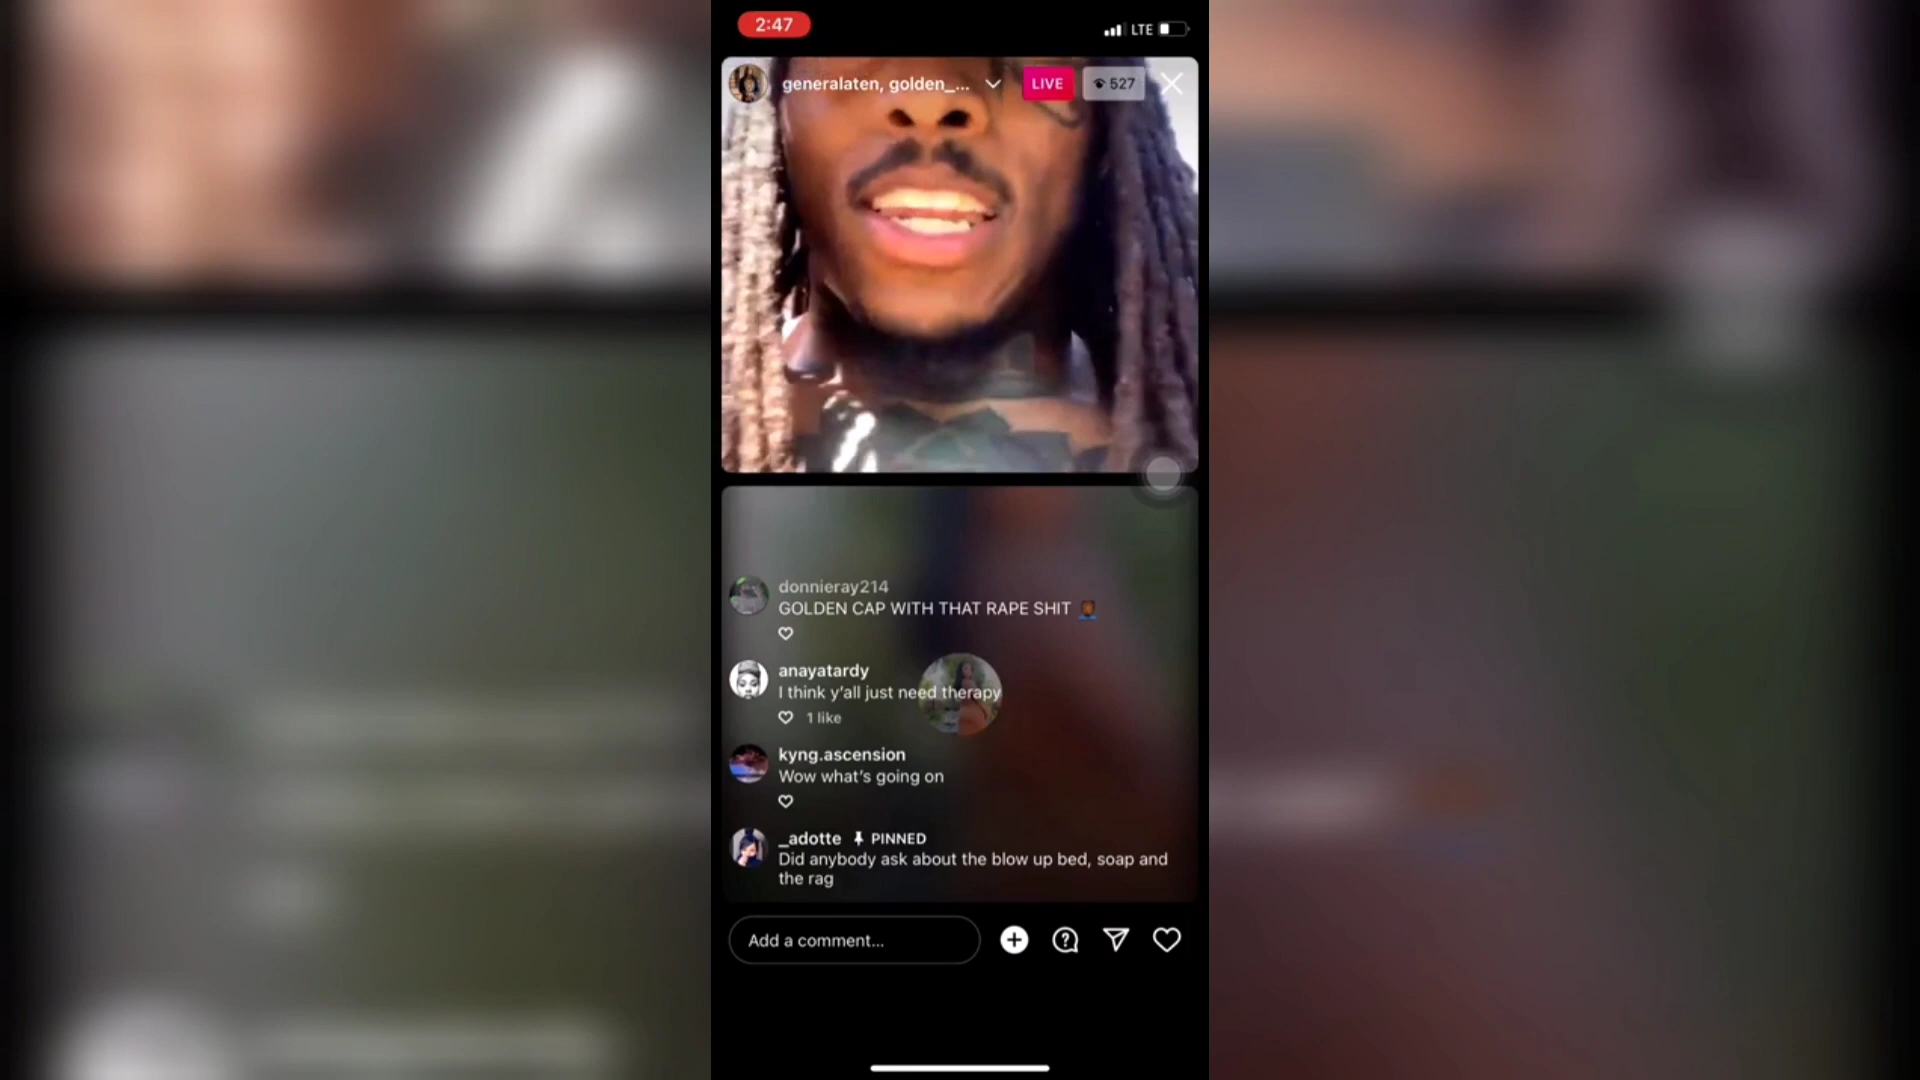 2:47
LTE
generalaten, golden_...
LIVE
527
donnieray214
GOLDEN CAP WITH THAT RAPE SHIT
anayatardy
I think y'all just need therapy
1 like
kyng.ascension
Wow what's going on
_adotte PINNED
Did anybody ask about the blow up bed, soap and
the rag
Add a comment...